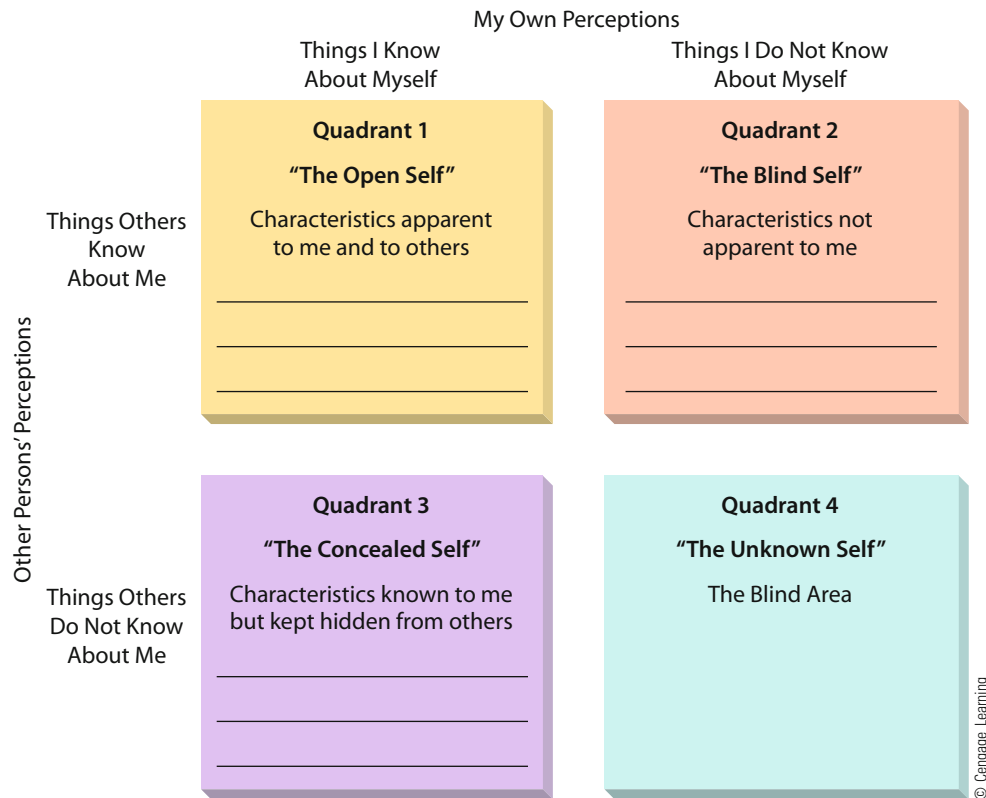 My Own Perceptions
Things I Know
About Myself
Things I Do Not Know
About Myself
Other Persons’ Perceptions
Things Others
Know
About Me
Quadrant 1
“The Open Self”
Characteristics apparent
to me and to others
Quadrant 2
“The Blind Self”
Characteristics not
apparent to me
Things Others
Do Not Know
About Me
Quadrant 3
“The Concealed Self”
Characteristics known to me
but kept hidden from others
Quadrant 4
“The Unknown Self”
The Blind Area
© Cengage Learning